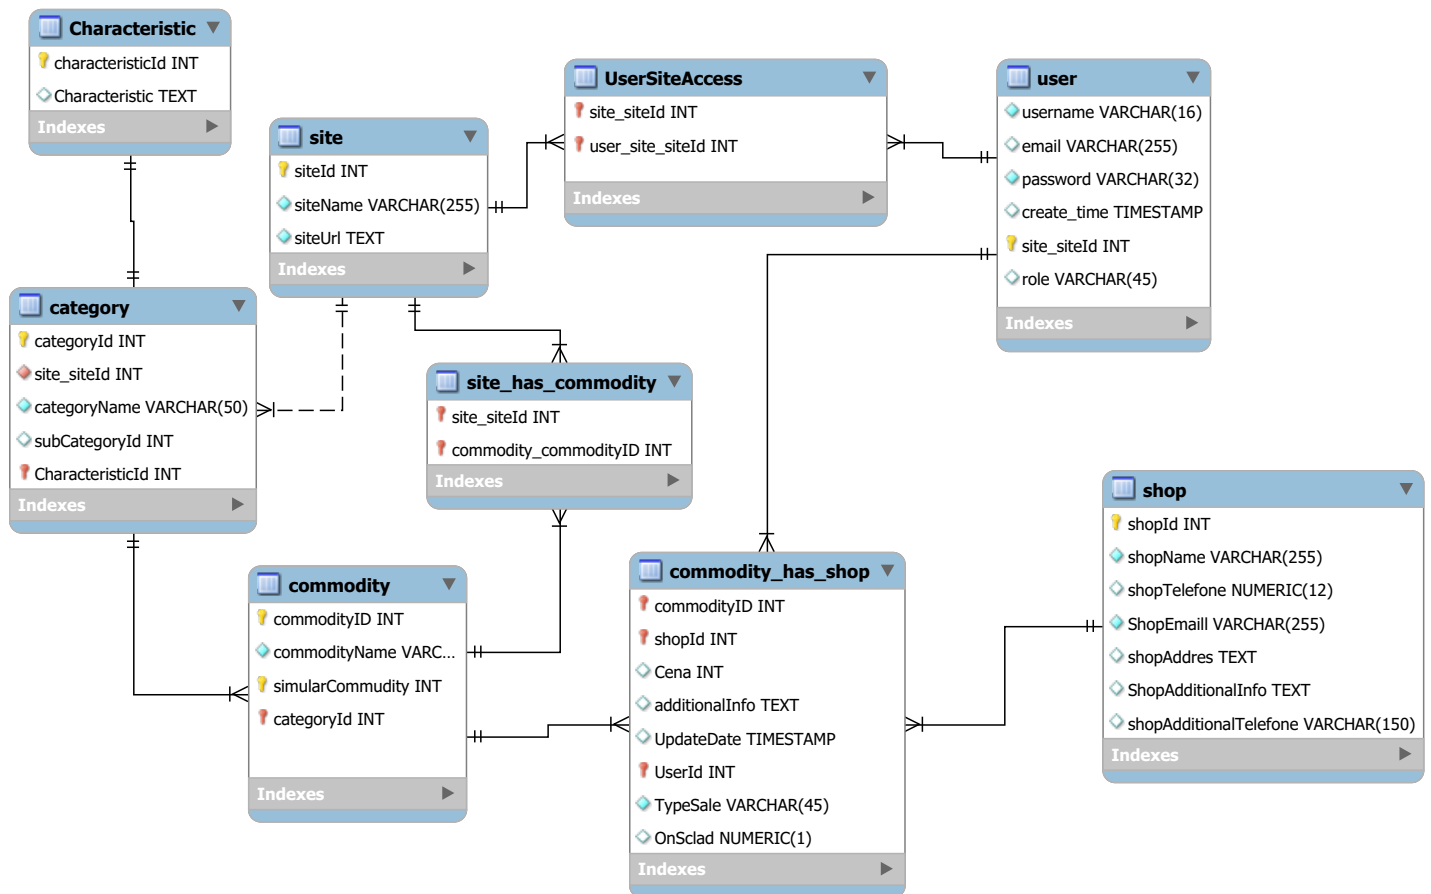 Characteristic
characteristicId INT
Characteristic TEXT
Indexes
site
siteId INT
siteName VARCHAR(255)
siteUrl TEXT
Indexes
UserSiteAccess
site_siteId INT
user_site_siteId INT
Indexes
user
username VARCHAR(16)
email VARCHAR(255)
password VARCHAR(32)
create_time TIMESTAMP
site_siteId INT
role VARCHAR(45)
Indexes
category
categoryId INT
site_siteId INT
categoryName VARCHAR(50)
subCategoryId INT
CharacteristicId INT
Indexes
site_has_commodity
site_siteId INT
commodity_commodityID INT
Indexes
commodity
commodityID INT
commodityName VARC...
simularCommudity INT
categoryId INT
Indexes
commodity_has_shop
commodityID INT
shopId INT
Cena INT
additionalInfo TEXT
UpdateDate TIMESTAMP
UserId INT
TypeSale VARCHAR(45)
OnSclad NUMERIC(1)
Indexes
shop
shopId INT
shopName VARCHAR(255)
shopTelefone NUMERIC(12)
ShopEmaill VARCHAR(255)
shopAddres TEXT
ShopAdditionalInfo TEXT
shopAdditionalTelefone VARCHAR(150)
Indexes